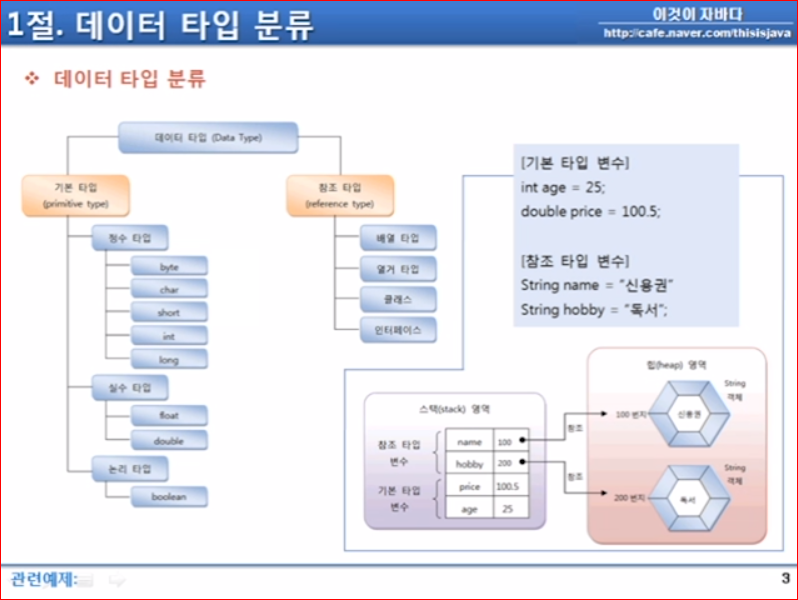 1절. 데이터 타입 분류
이것이 자바다
http://cafe.naver.com/thisisjava
❖ 데이터 타입 분류
데이터 타입 (Data Type)
기본 타입
(primitive type)
정수 타입
byte
char
short
int
long
실수 타입
float
double
논리 타입
boolean
참조 타입
(reference type)
배열 타입
열거 타입
클래스
인터페이스
[기본 타입 변수]
int age = 25;
double price = 100.5;
[참조 타입 변수]
String name = "신용권"
String hobby = "독서";
스택(stack) 영역
참조 타입
변수
name 100
hobby 200
기본 타입
변수
price 100.5
age 25
참조
참조
힙(heap) 영역
100 번지
신용권
String
객체
200 번지
독서
String
객체
관련예제:
3